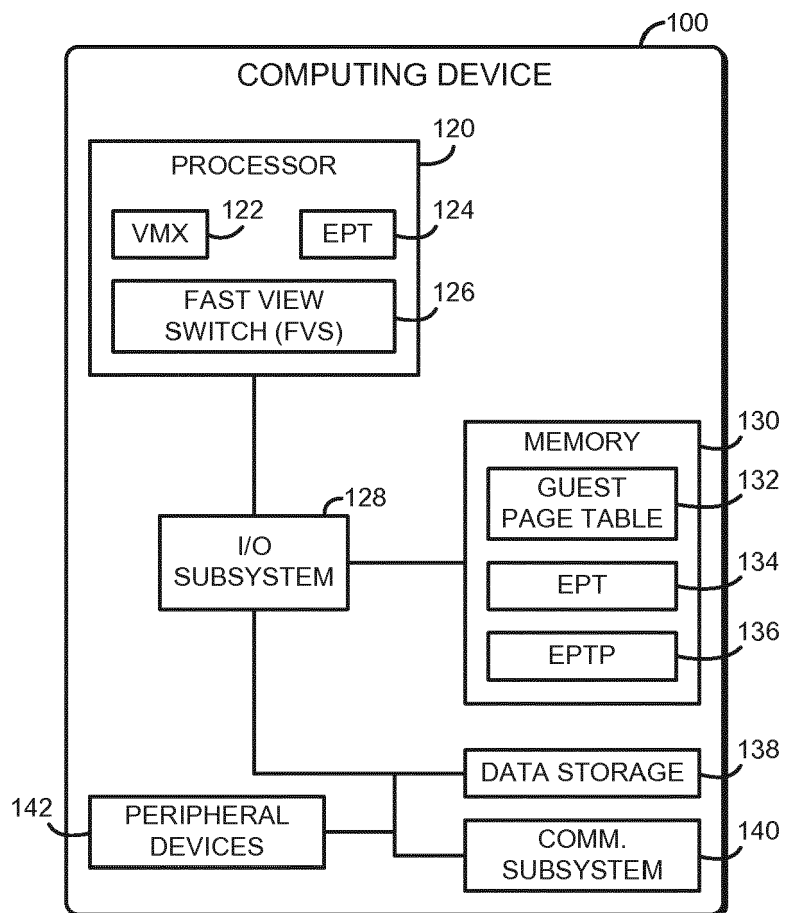 100
COMPUTING DEVICE
120
PROCESSOR
VMX
122
EPT
124
FAST VIEW
SWITCH (FVS)
126
130
MEMORY
GUEST
PAGE TABLE
132
128
I/O
SUBSYSTEM
EPT
134
EPTP
136
DATA STORAGE
138
142
PERIPHERAL
DEVICES
COMM.
SUBSYSTEM
140